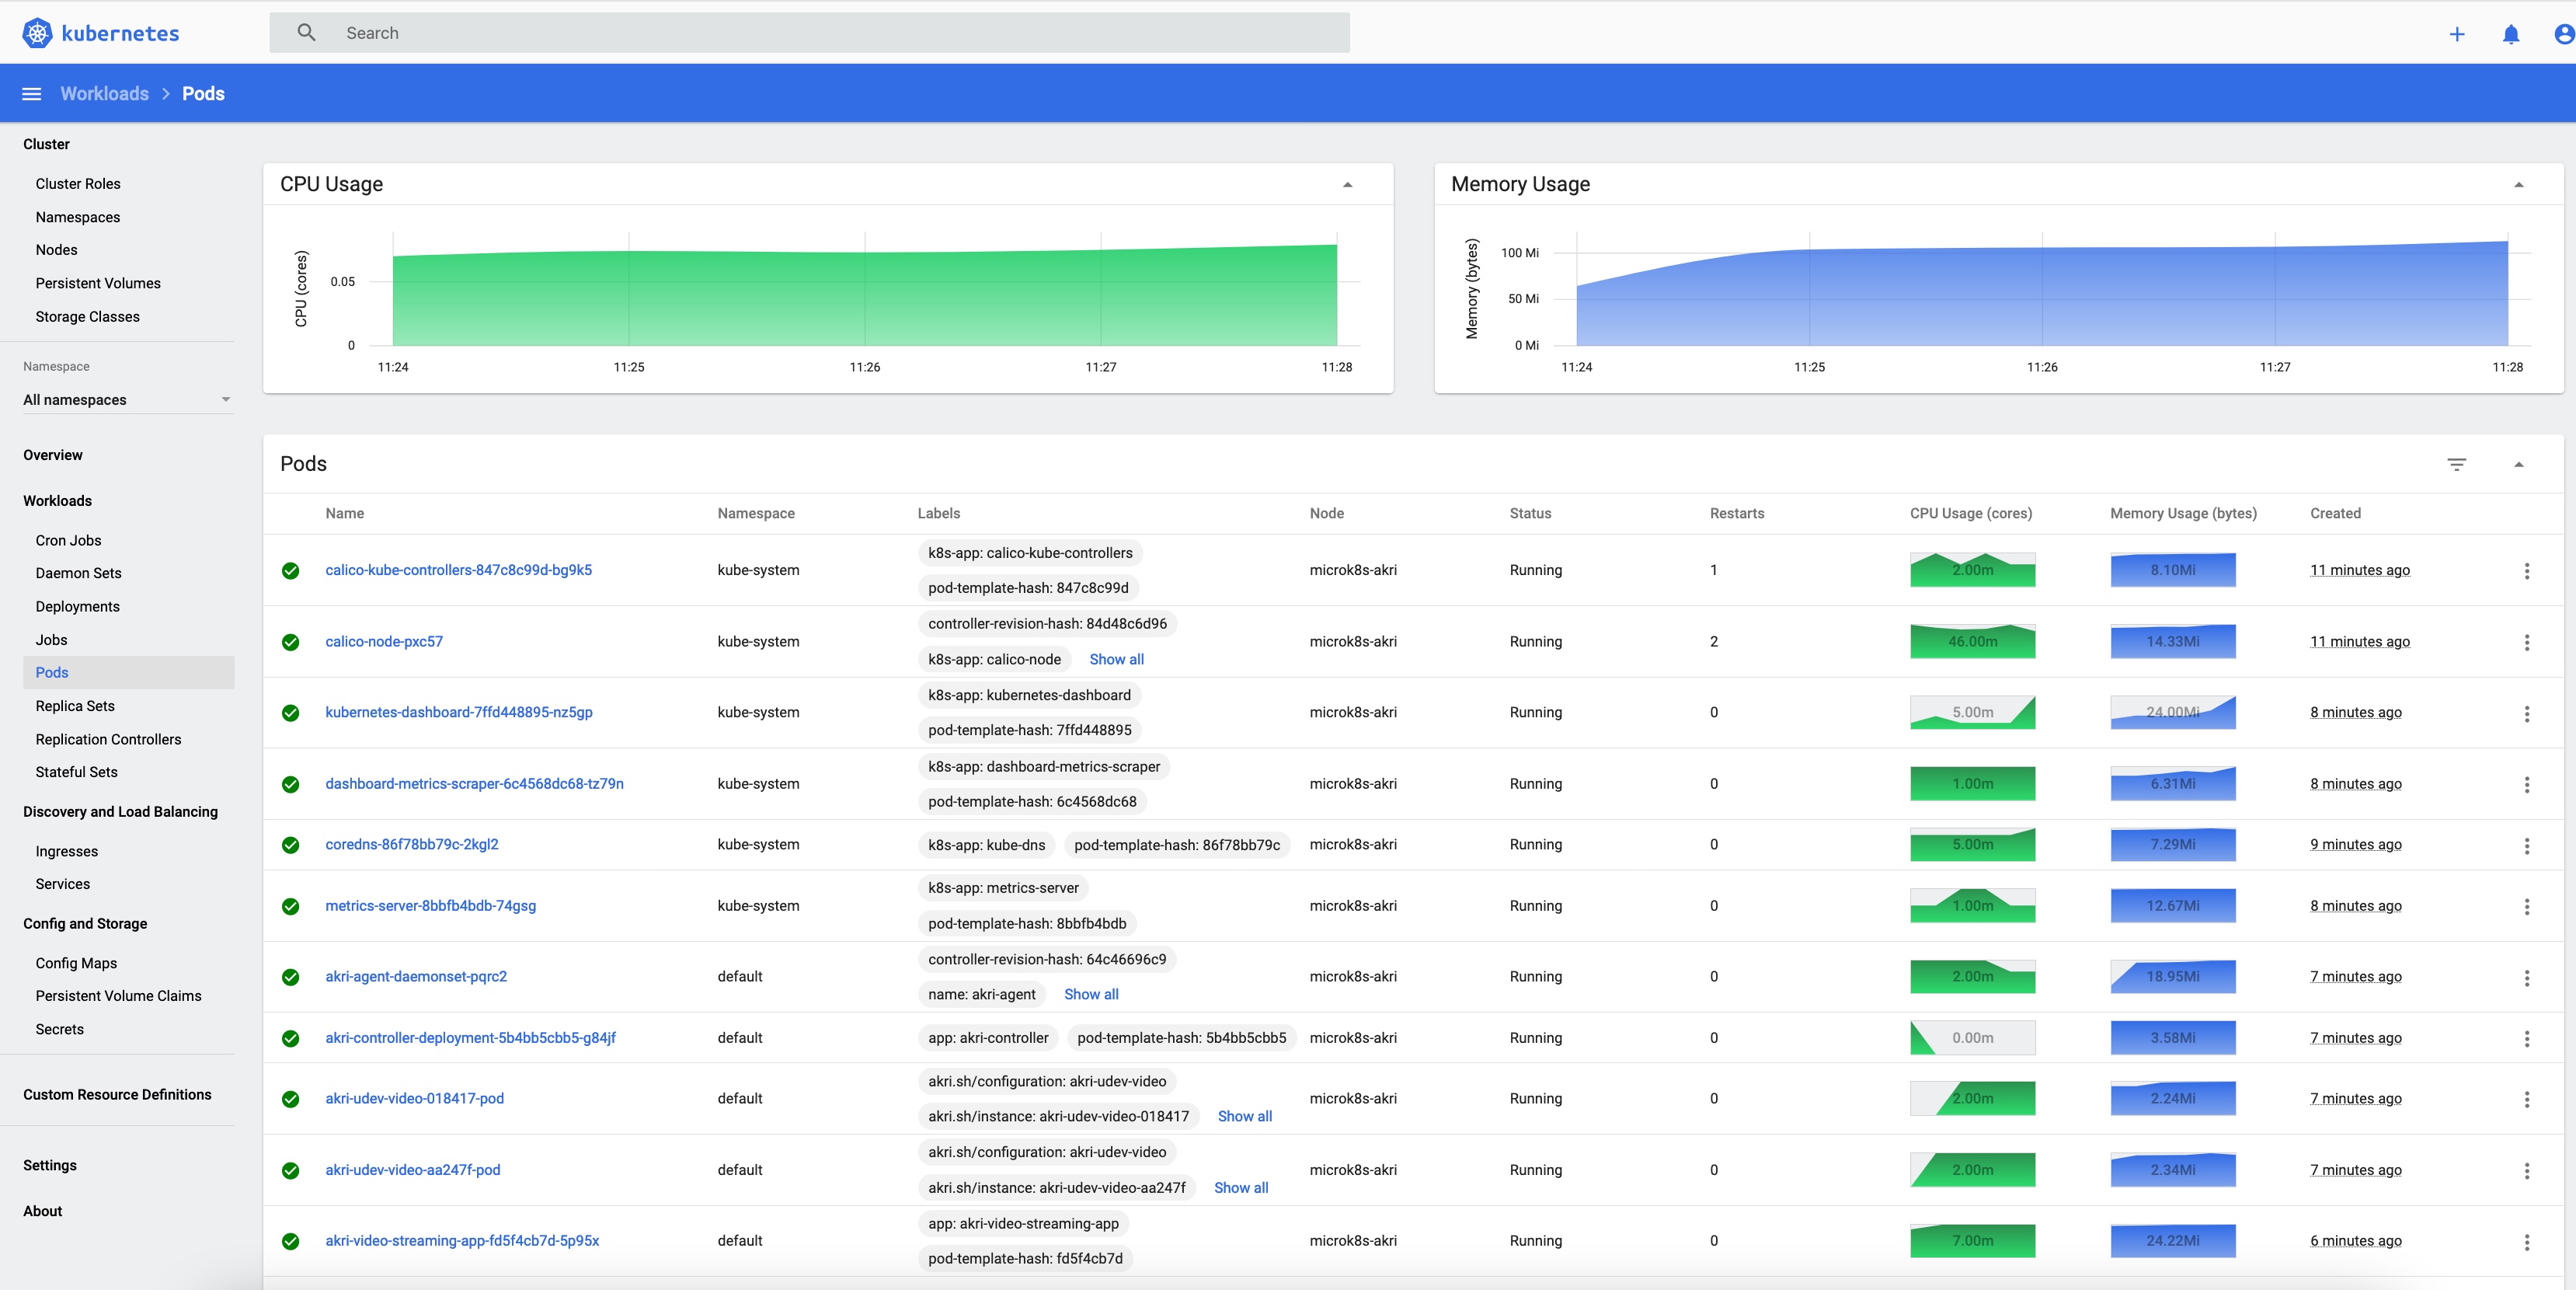 kubernetes
Search
Workloads > Pods
Cluster
Cluster Roles
Namespaces
Nodes
Persistent Volumes
Storage Classes
Namespace
All namespaces
Overview
Workloads
Cron Jobs
Daemon Sets
Deployments
Jobs
Pods
Replica Sets
Replication Controllers
Stateful Sets
Discovery and Load Balancing
Ingresses
Services
Config and Storage
Config Maps
Persistent Volume Claims
Secrets
Custom Resource Definitions
Settings
About
CPU Usage
CPU (cores)
0.05
0
11:24 11:25 11:26 11:27 11:28
Memory Usage
Memory (bytes)
100 Mi
50 Mi
0 Mi
11:24 11:25 11:26 11:27 11:28
Pods
Name Namespace Labels Node Status Restarts CPU Usage (cores) Memory Usage (bytes) Created
k8s-app: calico-kube-controllers
calico-kube-controllers-847c8c99d-bg9k5 kube-system microk8s-akri Running 1 2.00m 8.10Mi 11 minutes ago
pod-template-hash: 847c8c99d
controller-revision-hash: 84d48c6d96
calico-node-pxc57 kube-system microk8s-akri Running 2 46.00m 14.33Mi 11 minutes ago
k8s-app: calico-node Show all
k8s-app: kubernetes-dashboard
kubernetes-dashboard-7ffd448895-nz5gp kube-system microk8s-akri Running 0 5.00m 24.00Mi 8 minutes ago
pod-template-hash: 7ffd448895
k8s-app: dashboard-metrics-scraper
dashboard-metrics-scraper-6c4568dc68-tz79n kube-system microk8s-akri Running 0 1.00m 6.31Mi 8 minutes ago
pod-template-hash: 6c4568dc68
coredns-86f78bb79c-2kgl2 kube-system k8s-app: kube-dns pod-template-hash: 86f78bb79c microk8s-akri Running 0 5.00m 7.29Mi 9 minutes ago
k8s-app: metrics-server
metrics-server-8bbfb4bdb-74gsg kube-system microk8s-akri Running 0 1.00m 12.67Mi 8 minutes ago
pod-template-hash: 8bbfb4bdb
controller-revision-hash: 64c46696c9
akri-agent-daemonset-pqrc2 default microk8s-akri Running 0 2.00m 18.95Mi 7 minutes ago
name: akri-agent Show all
akri-controller-deployment-5b4bb5cbb5-g84jf default app: akri-controller pod-template-hash: 5b4bb5cbb5 microk8s-akri Running 0 0.00m 3.58Mi 7 minutes ago
akri.sh/configuration: akri-udev-video
akri-udev-video-018417-pod default microk8s-akri Running 0 2.00m 2.24Mi 7 minutes ago
akri.sh/instance: akri-udev-video-018417 Show all
akri.sh/configuration: akri-udev-video
akri-udev-video-aa247f-pod default microk8s-akri Running 0 2.00m 2.34Mi 7 minutes ago
akri.sh/instance: akri-udev-video-aa247f Show all
app: akri-video-streaming-app
akri-video-streaming-app-fd5f4cb7d-5p95x default microk8s-akri Running 0 7.00m 24.22Mi 6 minutes ago
pod-template-hash: fd5f4cb7d